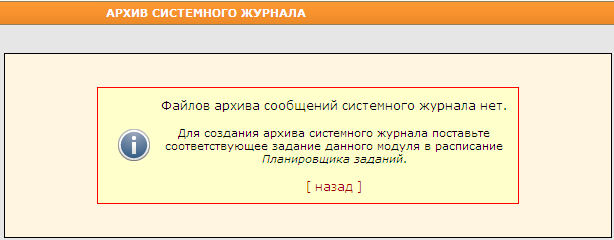 АРХИВ СИСТЕМНОГО ЖУРНАЛА
Файлов архива сообщений системного журнала нет.
Для создания архива системного журнала поставьте
соответствующее задание данного модуля в расписание
Планировщика заданий.
[ назад ]